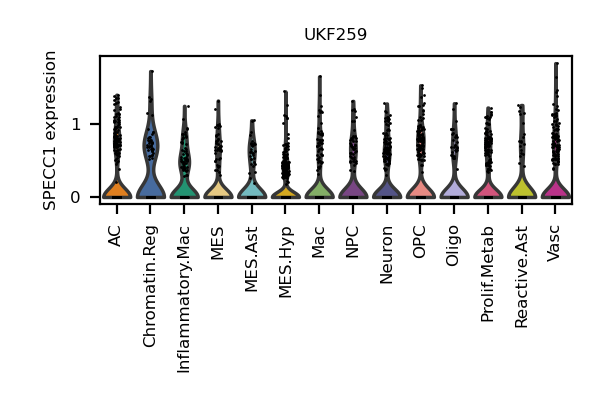 UKF259
SPECC1 expression
1
0
AC
Chromatin.Reg
Inflammatory.Mac
MES
MES.Ast
MES.Hyp
Mac
NPC
Neuron
OPC
Oligo
Prolif.Metab
Reactive.Ast
Vasc